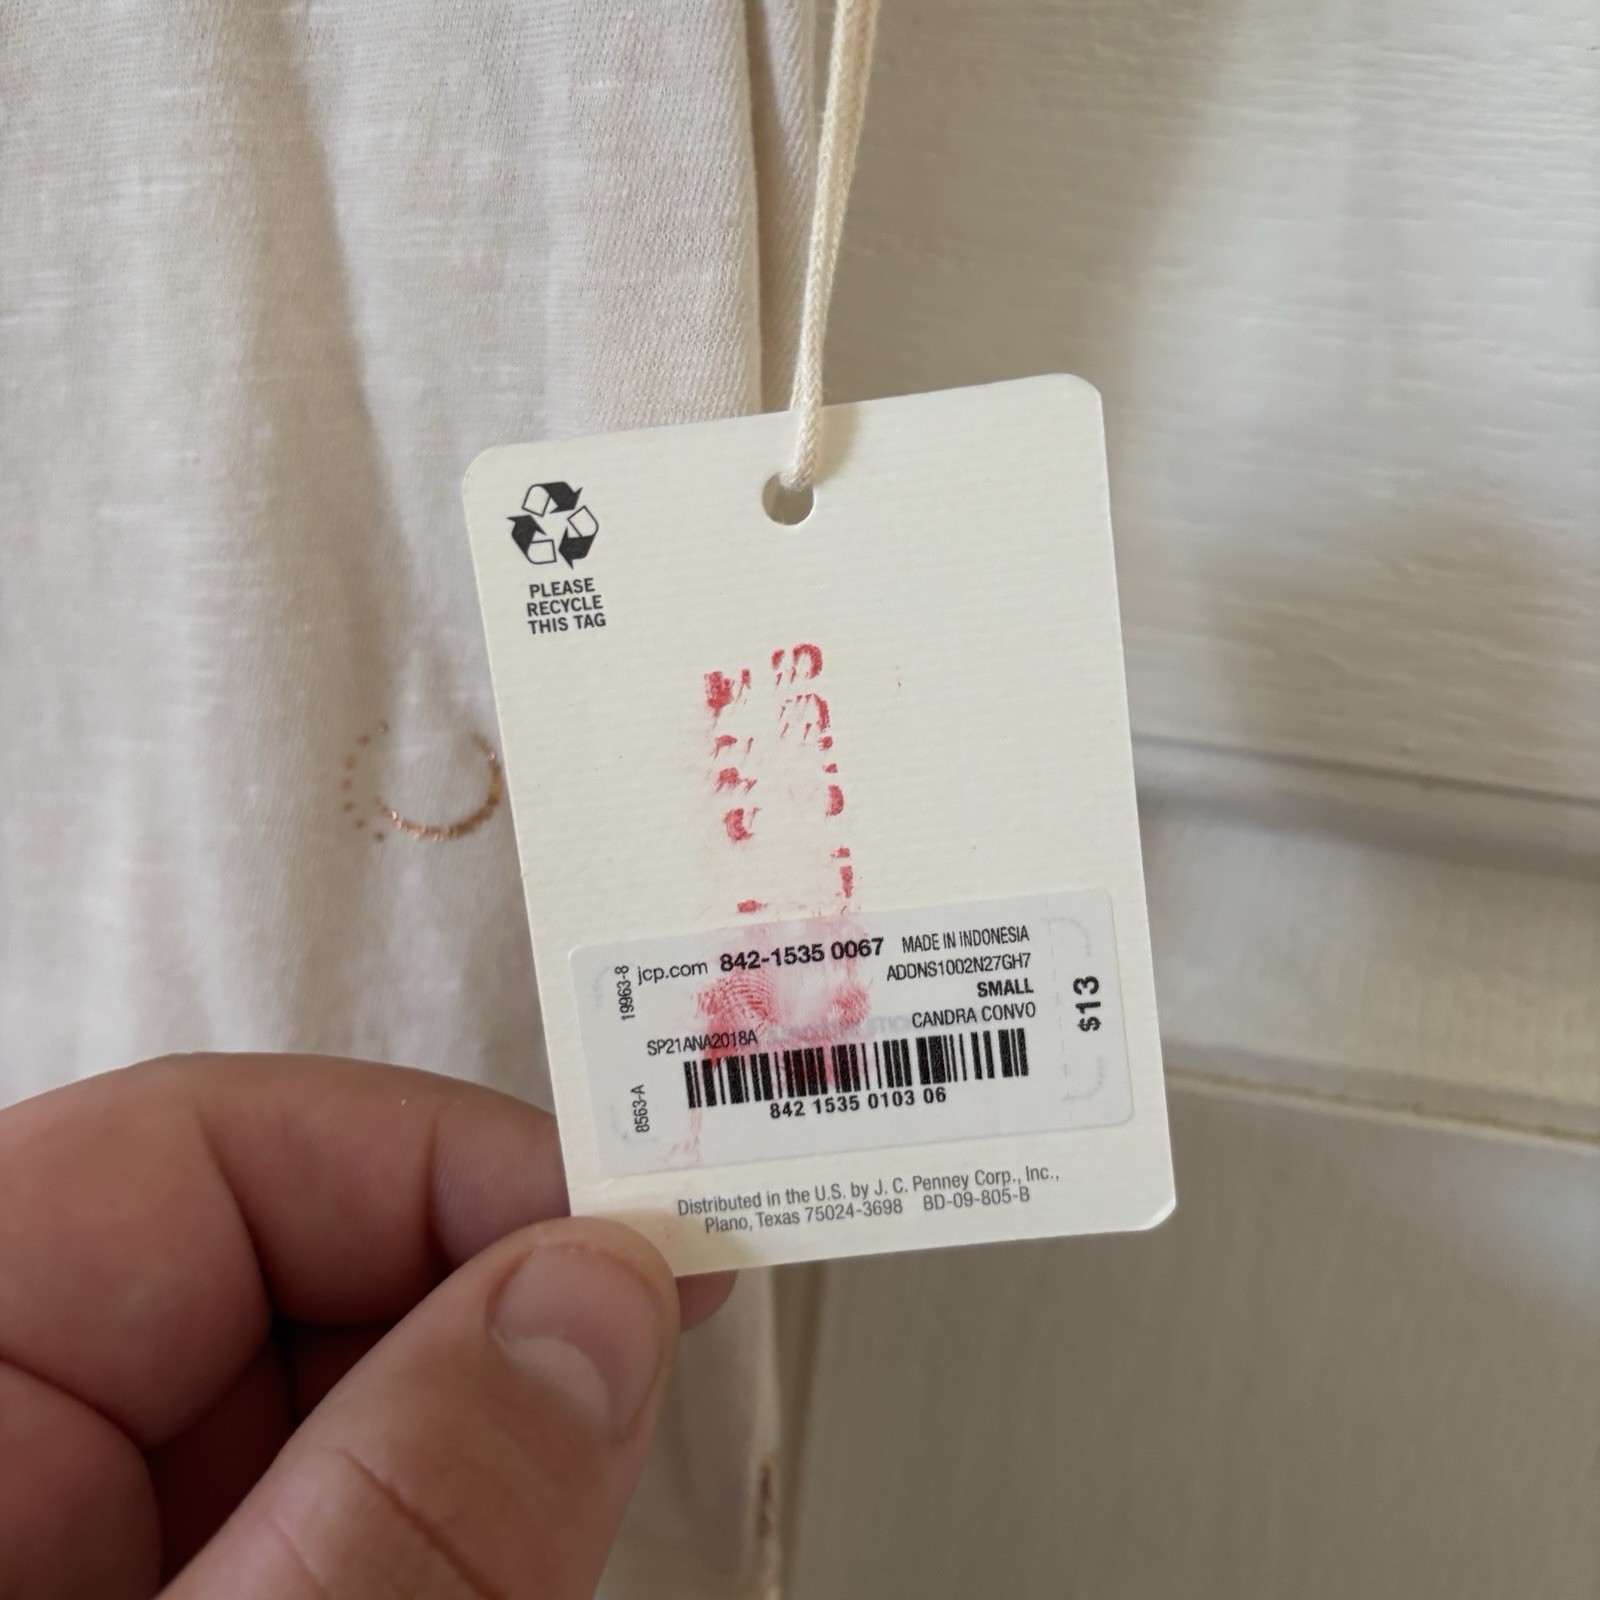 PLEASE
RECYCLE
THIS TAG
19963-8
jcp.com 842-1535 0067 MADE IN INDONESIA
ADDNS1002N27GH7
SMALL
SP21ANA2018A CANDRA CONVO
$13
8563-A
842 1535 0103 06
Distributed in the U.S. by J. C. Penney Corp., Inc.,
Plano, Texas 75024-3698 BD-09-805-B